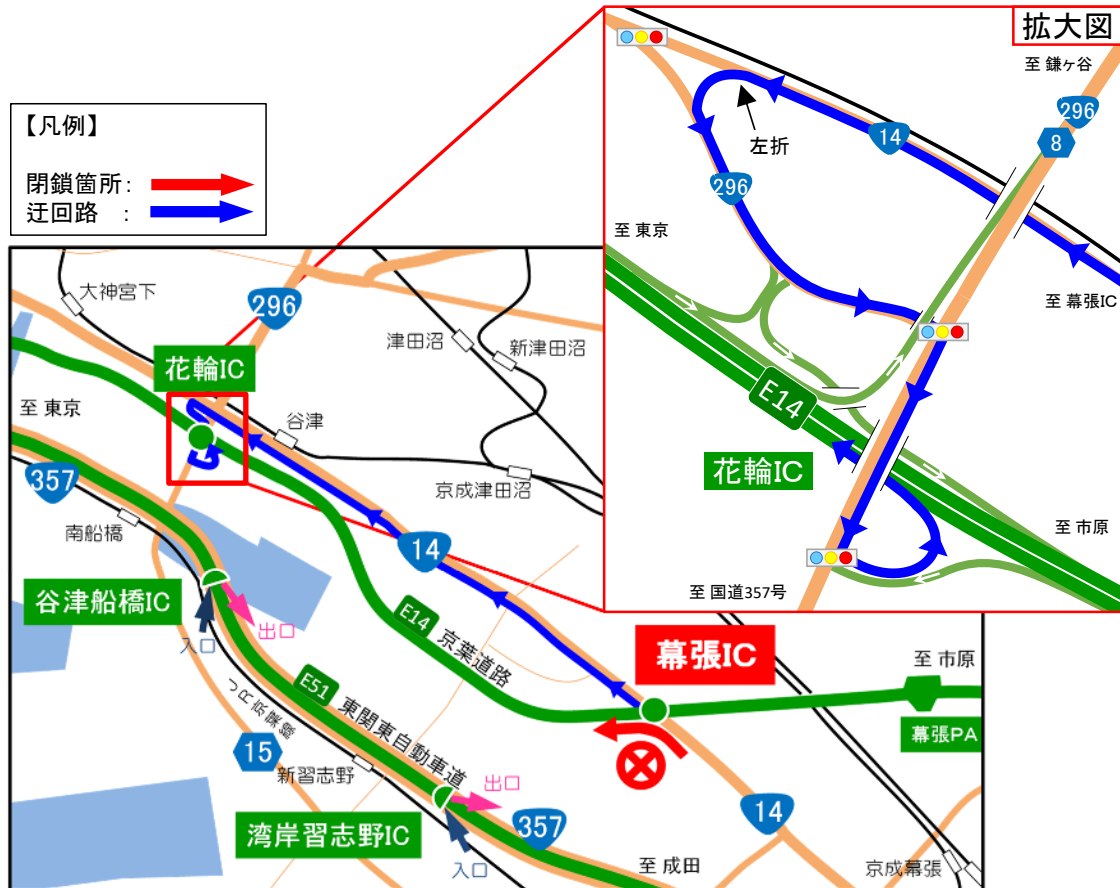 拡大図
至 鎌ヶ谷
296
8
14
左折
296
至 東京
至 幕張IC
E14
花輪IC
至 市原
至 国道357号
【凡例】
閉鎖箇所:
迂回路 :
大神宮下
296
津田沼
新津田沼
花輪IC
至 東京
谷津
京成津田沼
357
南船橋
14
谷津船橋IC
出口
入口
E14
京葉道路
幕張IC
至 市原
幕張PA
E51
東関東自動車道
JR京葉線
15
新習志野
出口
14
湾岸習志野IC
357
入口
至 成田
京成幕張